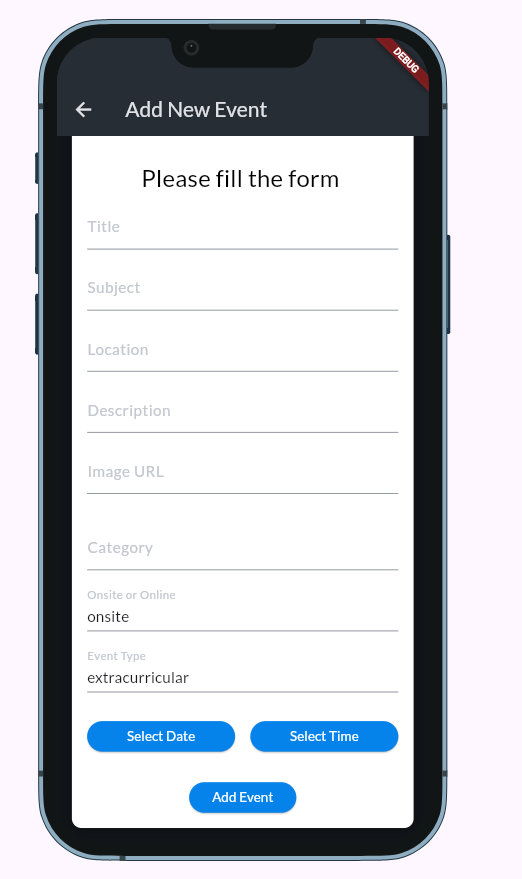 DEBUG
Add New Event
Please fill the form
Title
Subject
Location
Description
Image URL
Category
Onsite or Online
onsite
Event Type
extracurricular
Select Date
Select Time
Add Event